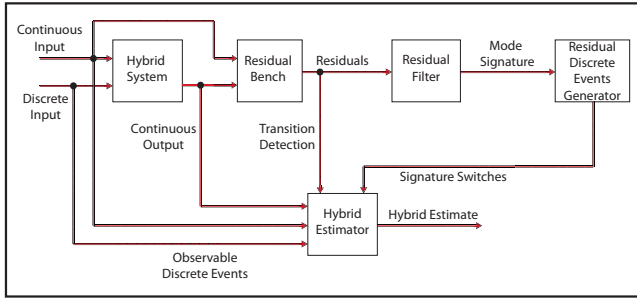 Continuous
Input
Discrete
Input
Hybrid
System
Continuous
Output
Residual
Bench
Residuals
Transition
Detection
Residual
Filter
Mode
Signature
Residual
Discrete
Events
Generator
Signature Switches
Hybrid
Estimator
Hybrid Estimate
Observable
Discrete Events